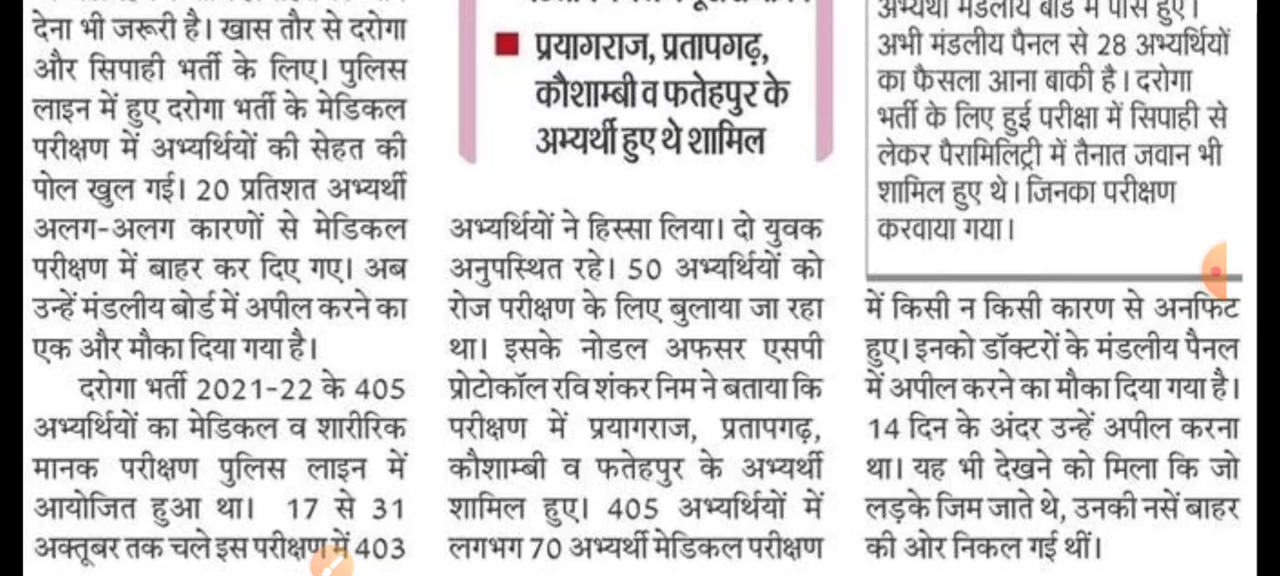 देना भी जरूरी है। खास तौर से दरोगा
और सिपाही भर्ती के लिए। पुलिस
लाइन में हुए दरोगा भर्ती के मेडिकल
परीक्षण में अभ्यर्थियों की सेहत की
पोल खुल गई। 20 प्रतिशत अभ्यर्थी
अलग-अलग कारणों से मेडिकल
परीक्षण में बाहर कर दिए गए। अब
उन्हें मंडलीय बोर्ड में अपील करने का
एक और मौका दिया गया है।
दरोगा भर्ती 2021-22 के 405
अभ्यर्थियों का मेडिकल व शारीरिक
मानक परीक्षण पुलिस लाइन में
आयोजित हुआ था। 17 से 31
अक्तूबर तक चले इस परीक्षण में 403
प्रयागराज, प्रतापगढ़,
कौशाम्बी व फतेहपुर के
अभ्यर्थी हुए थे शामिल
अभ्यर्थियों ने हिस्सा लिया। दो युवक
अनुपस्थित रहे। 50 अभ्यर्थियों को
रोज परीक्षण के लिए बुलाया जा रहा
था। इसके नोडल अफसर एसपी
प्रोटोकॉल रवि शंकर निम ने बताया कि
परीक्षण में प्रयागराज, प्रतापगढ़,
कौशाम्बी व फतेहपुर के अभ्यर्थी
शामिल हुए। 405 अभ्यर्थियों में
लगभग 70 अभ्यर्थी मेडिकल परीक्षण
अभ्यर्थी मंडलीय बोर्ड में पास हुए।
अभी मंडलीय पैनल से 28 अभ्यर्थियों
का फैसला आना बाकी है। दरोगा
भर्ती के लिए हुई परीक्षा में सिपाही से
लेकर पैरामिलिट्री में तैनात जवान भी
शामिल हुए थे। जिनका परीक्षण
करवाया गया।
में किसी न किसी कारण से अनफिट
हुए। इनको डॉक्टरों के मंडलीय पैनल
में अपील करने का मौका दिया गया है।
14 दिन के अंदर उन्हें अपील करना
था। यह भी देखने को मिला कि जो
लड़के जिम जाते थे, उनकी नसें बाहर
की ओर निकल गई थीं।